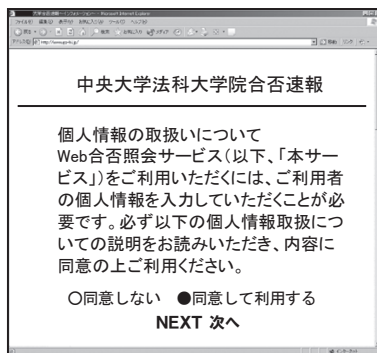 中央大学法科大学院合否速報
個人情報の取扱いについて
Web合否照会サービス（以下、「本サー
ビス」）をご利用いただくには、ご利用者
の個人情報を入力していただくことが必
要です。必ず以下の個人情報取扱につ
いての説明をお読みいただき、内容に
同意の上ご利用ください。
○同意しない ●同意して利用する
NEXT 次へ